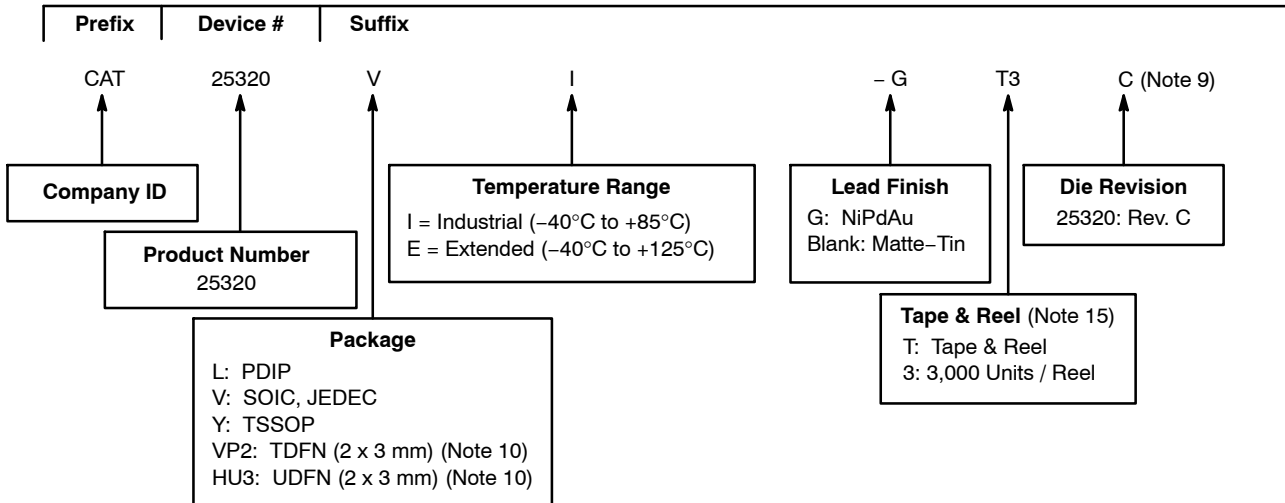 Prefix Device # Suffix
CAT 25320 V I – G T3 C (Note 9)
Company ID
Product Number
25320
Temperature Range
I = Industrial (−40°C to +85°C)
E = Extended (−40°C to +125°C)
Lead Finish
G: NiPdAu
Blank: Matte−Tin
Die Revision
25320: Rev. C
Package
L: PDIP
V: SOIC, JEDEC
Y: TSSOP
VP2: TDFN (2 x 3 mm) (Note 10)
HU3: UDFN (2 x 3 mm) (Note 10)
Tape & Reel (Note 15)
T: Tape & Reel
3: 3,000 Units / Reel